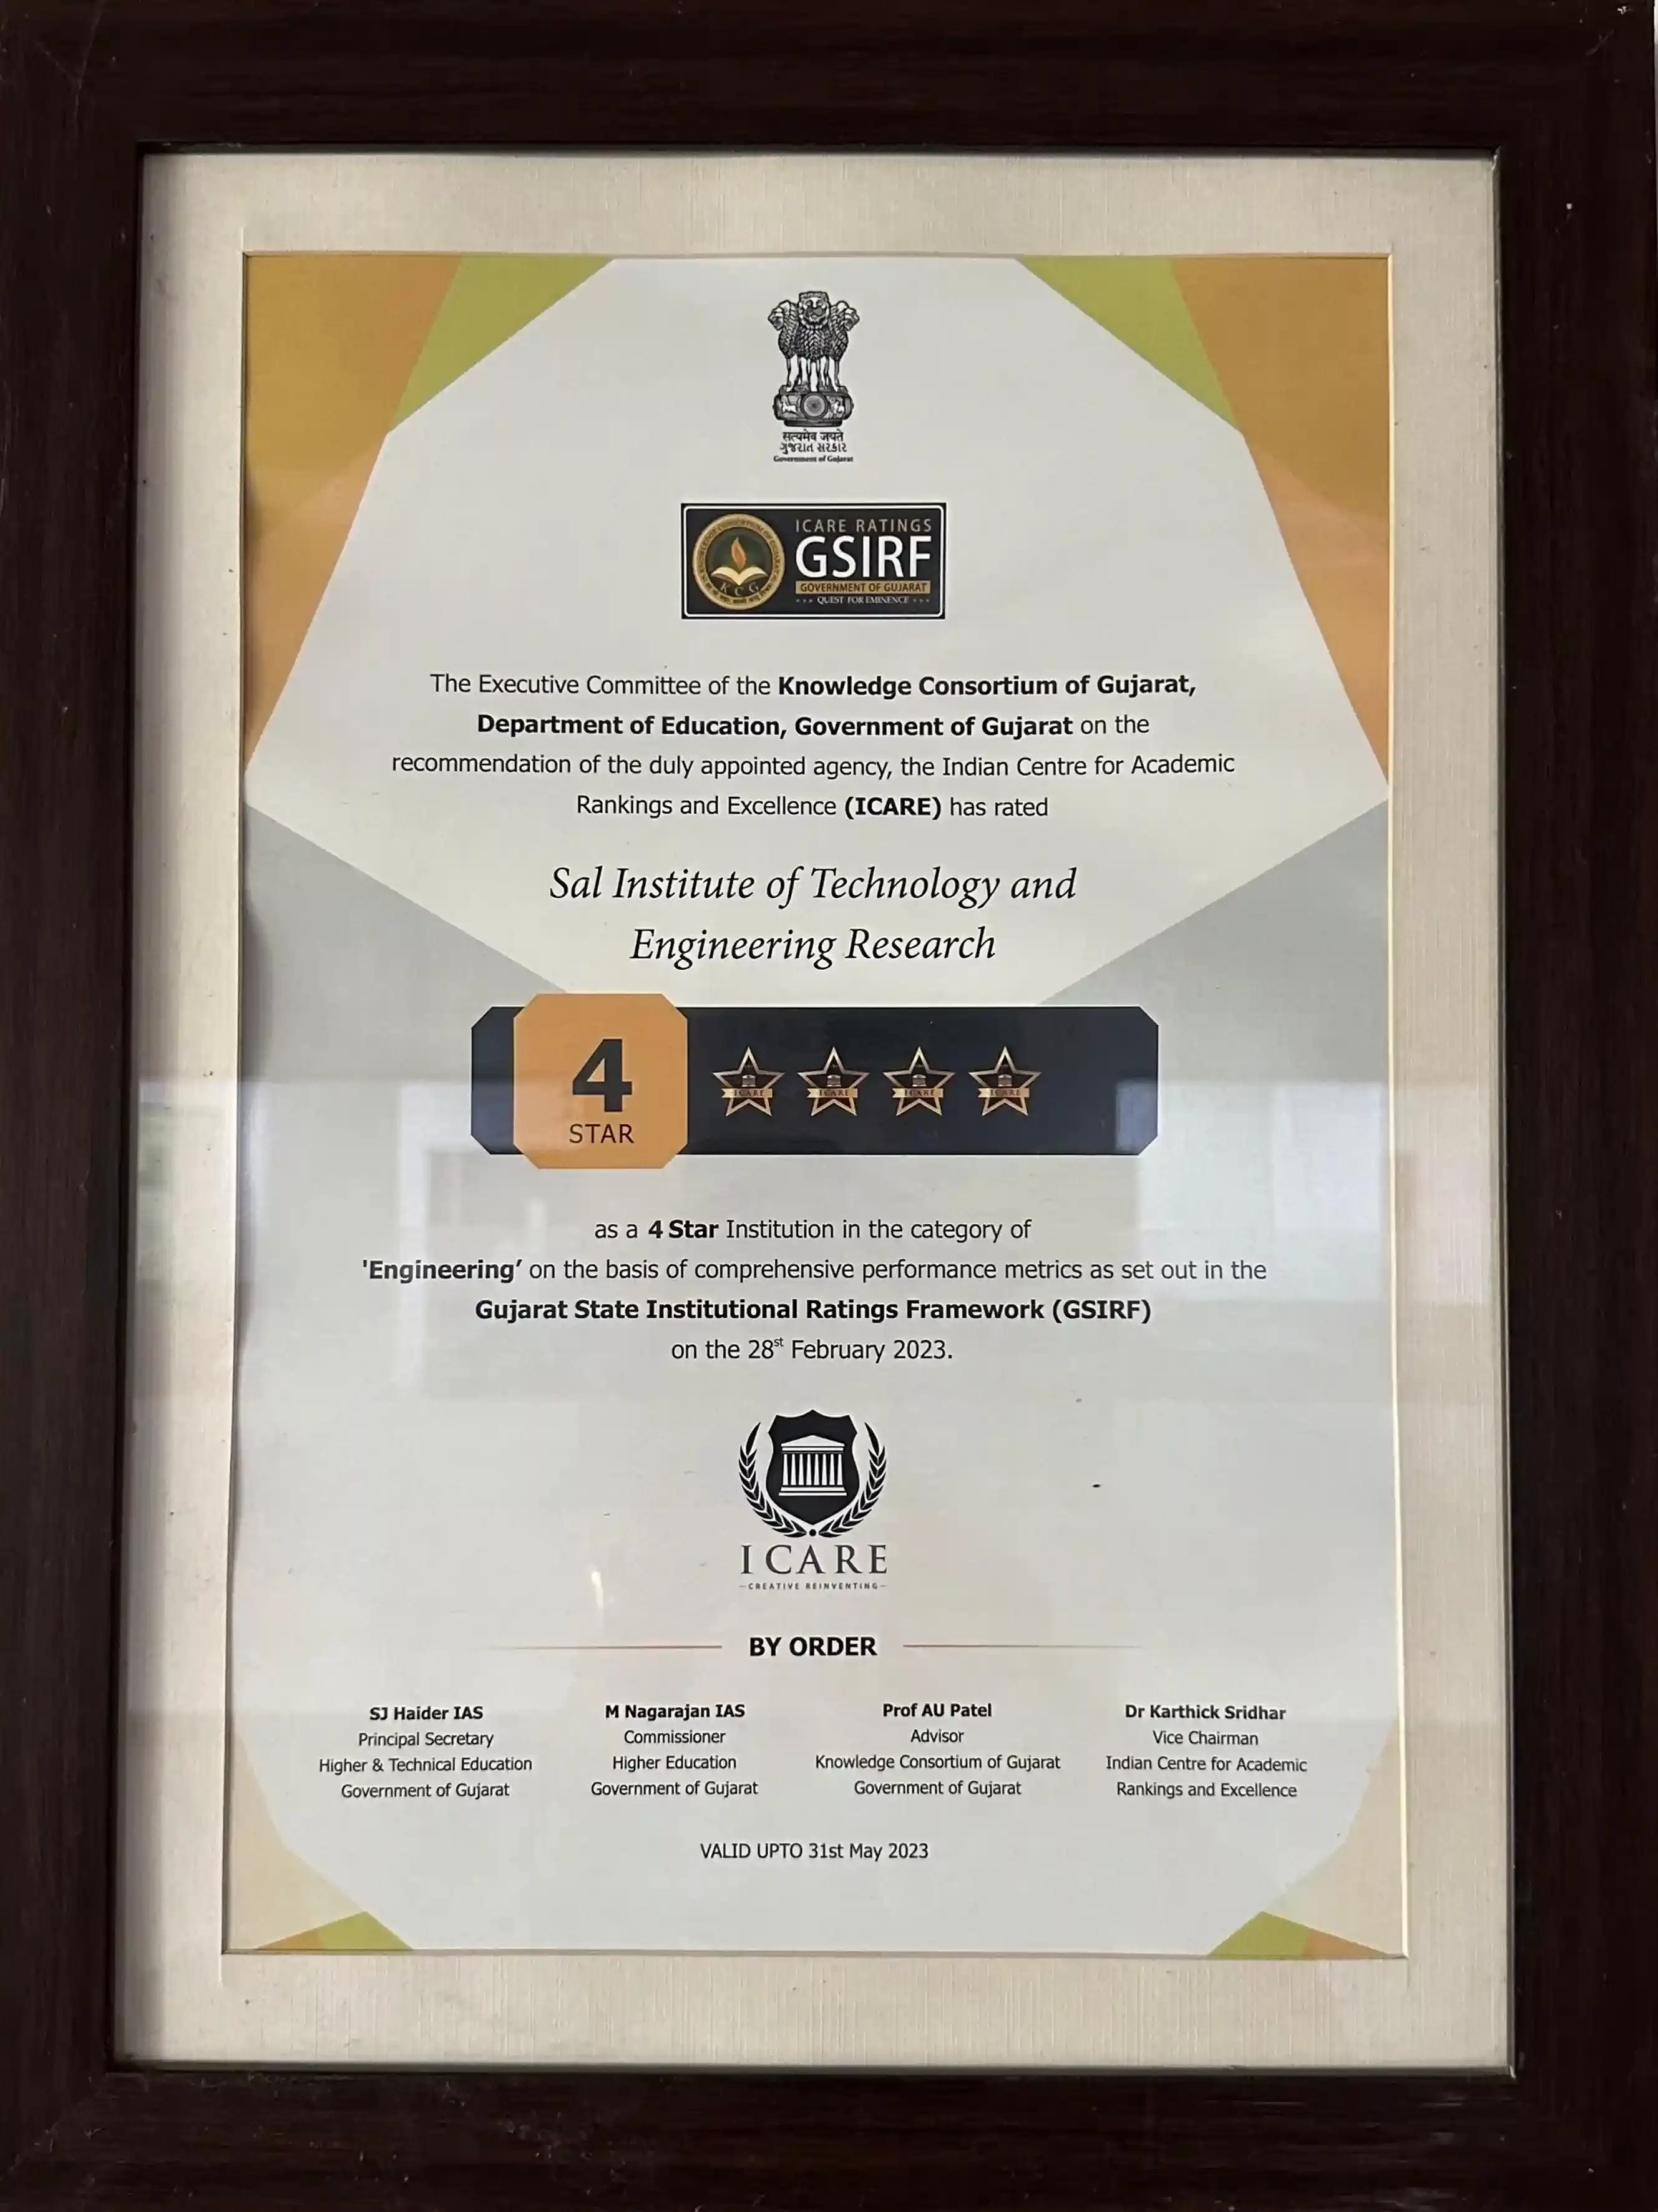 सत्यमेव जयते
ગુજરાત સરકાર
Government of Gujarat
ICARE RATINGS
GSIRF
GOVERNMENT OF GUJARAT
QUEST FOR EMINENCE
KCG
The Executive Committee of the Knowledge Consortium of Gujarat,
Department of Education, Government of Gujarat on the
recommendation of the duly appointed agency, the Indian Centre for Academic
Rankings and Excellence (ICARE) has rated
Sal Institute of Technology and
Engineering Research
4
STAR
ICARE ICARE ICARE ICARE
as a 4 Star Institution in the category of
'Engineering’ on the basis of comprehensive performance metrics as set out in the
Gujarat State Institutional Ratings Framework (GSIRF)
on the 28st February 2023.
ICARE
-CREATIVE REINVENTING-
BY ORDER
SJ Haider IAS
Principal Secretary
Higher & Technical Education
Government of Gujarat
M Nagarajan IAS
Commissioner
Higher Education
Government of Gujarat
Prof AU Patel
Advisor
Knowledge Consortium of Gujarat
Government of Gujarat
Dr Karthick Sridhar
Vice Chairman
Indian Centre for Academic
Rankings and Excellence
VALID UPTO 31st May 2023